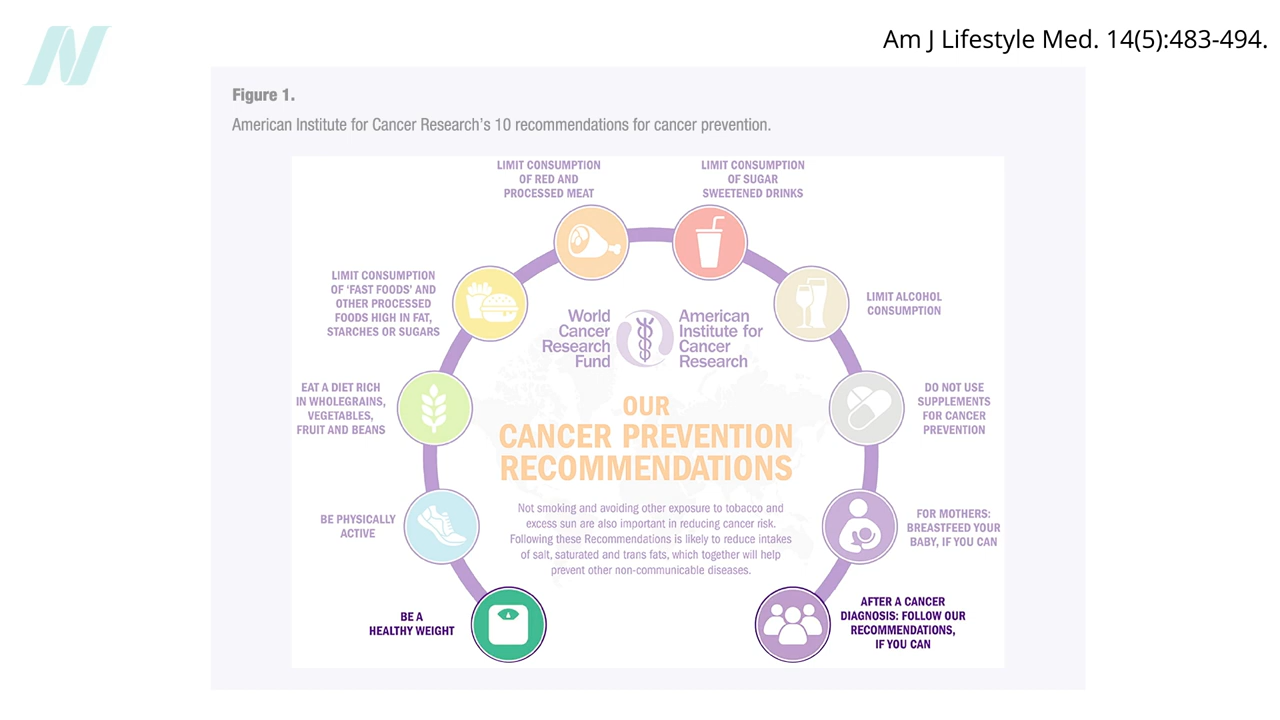 Am J Lifestyle Med. 14(5):483-494.
Figure 1.
American Institute for Cancer Research's 10 recommendations for cancer prevention.
LIMIT CONSUMPTION
OF RED AND
PROCESSED MEAT
LIMIT CONSUMPTION
OF SUGAR
SWEETENED DRINKS
LIMIT CONSUMPTION
OF 'FAST FOODS' AND
OTHER PROCESSED
FOODS HIGH IN FAT,
STARCHES OR SUGARS
LIMIT ALCOHOL
CONSUMPTION
World
Cancer
Research
Fund
American
Institute for
Cancer
Research
EAT A DIET RICH
IN WHOLEGRAINS,
VEGETABLES,
FRUIT AND BEANS
DO NOT USE
SUPPLEMENTS
FOR CANCER
PREVENTION
OUR
CANCER PREVENTION
RECOMMENDATIONS
Not smoking and avoiding other exposure to tobacco and
excess sun are also important in reducing cancer risk.
Following these Recommendations is likely to reduce intakes
of salt, saturated and trans fats, which together will help
prevent other non-communicable diseases.
BE PHYSICALLY
ACTIVE
FOR MOTHERS:
BREASTFEED YOUR
BABY, IF YOU CAN
BE A
HEALTHY WEIGHT
AFTER A CANCER
DIAGNOSIS: FOLLOW OUR
RECOMMENDATIONS,
IF YOU CAN